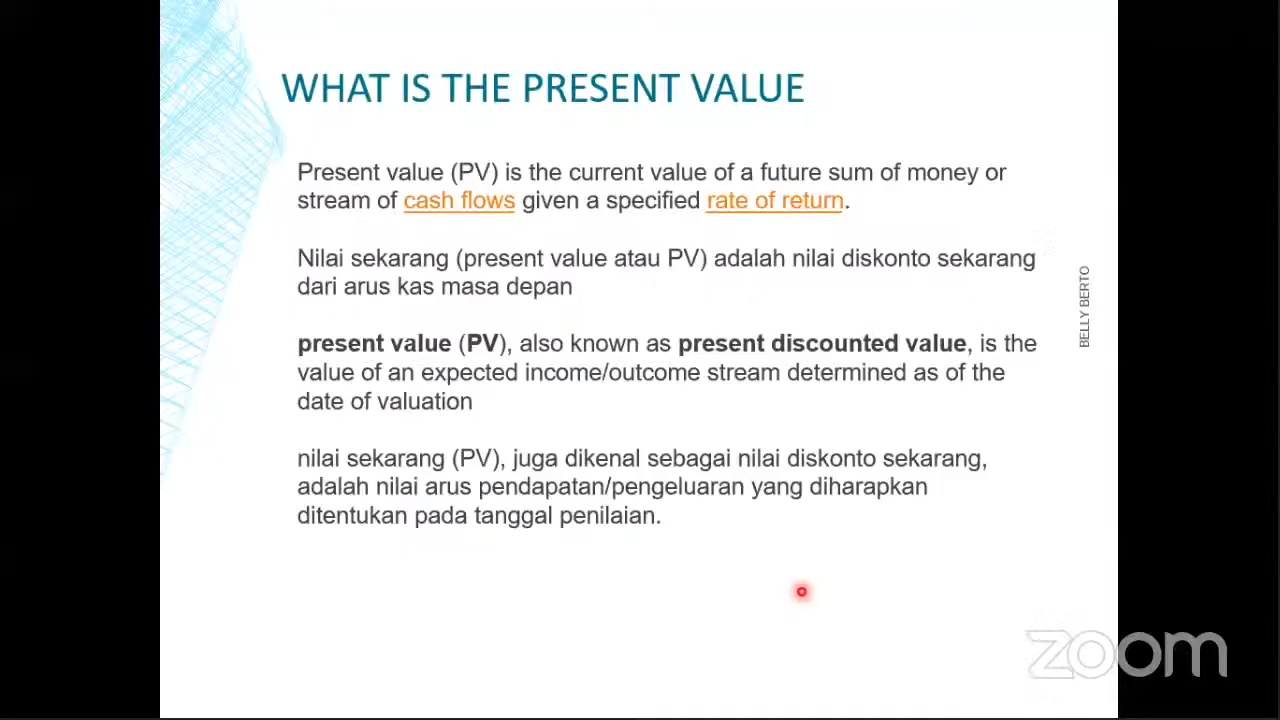 WHAT IS THE PRESENT VALUE
Present value (PV) is the current value of a future sum of money or
stream of cash flows given a specified rate of return.
Nilai sekarang (present value atau PV) adalah nilai diskonto sekarang
dari arus kas masa depan
present value (PV), also known as present discounted value, is the
value of an expected income/outcome stream determined as of the
date of valuation
nilai sekarang (PV), juga dikenal sebagai nilai diskonto sekarang,
adalah nilai arus pendapatan/pengeluaran yang diharapkan
ditentukan pada tanggal penilaian.
BELLY BERTO
zoom